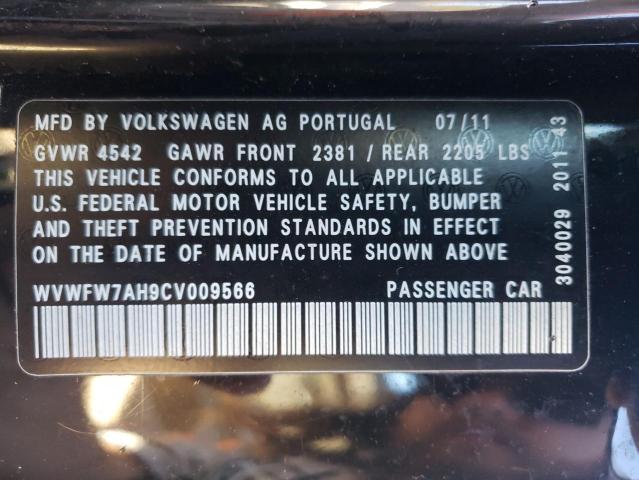 MFD BY VOLKSWAGEN AG PORTUGAL 07/11
GVWR 4542 GAWR FRONT 2381 / REAR 2205 LBS
THIS VEHICLE CONFORMS TO ALL APPLICABLE
U.S. FEDERAL MOTOR VEHICLE SAFETY, BUMPER
AND THEFT PREVENTION STANDARDS IN EFFECT
ON THE DATE OF MANUFACTURE SHOWN ABOVE
WVWFW7AH9CV009566 PASSENGER CAR
3040029 2011 43